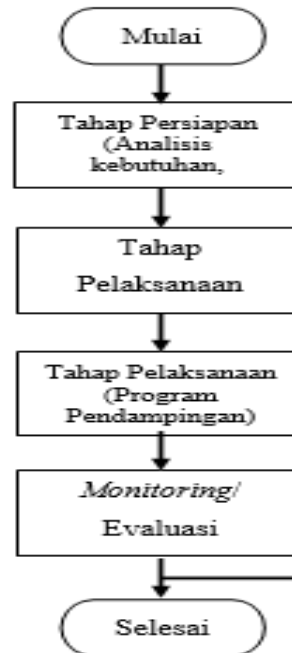 Mulai
Tahap Persiapan
(Analisis
kebutuhan,
Tahap
Pelaksanaan
Tahap Pelaksanaan
(Program
Pendampingan)
Monitoring/
Evaluasi
Selesai